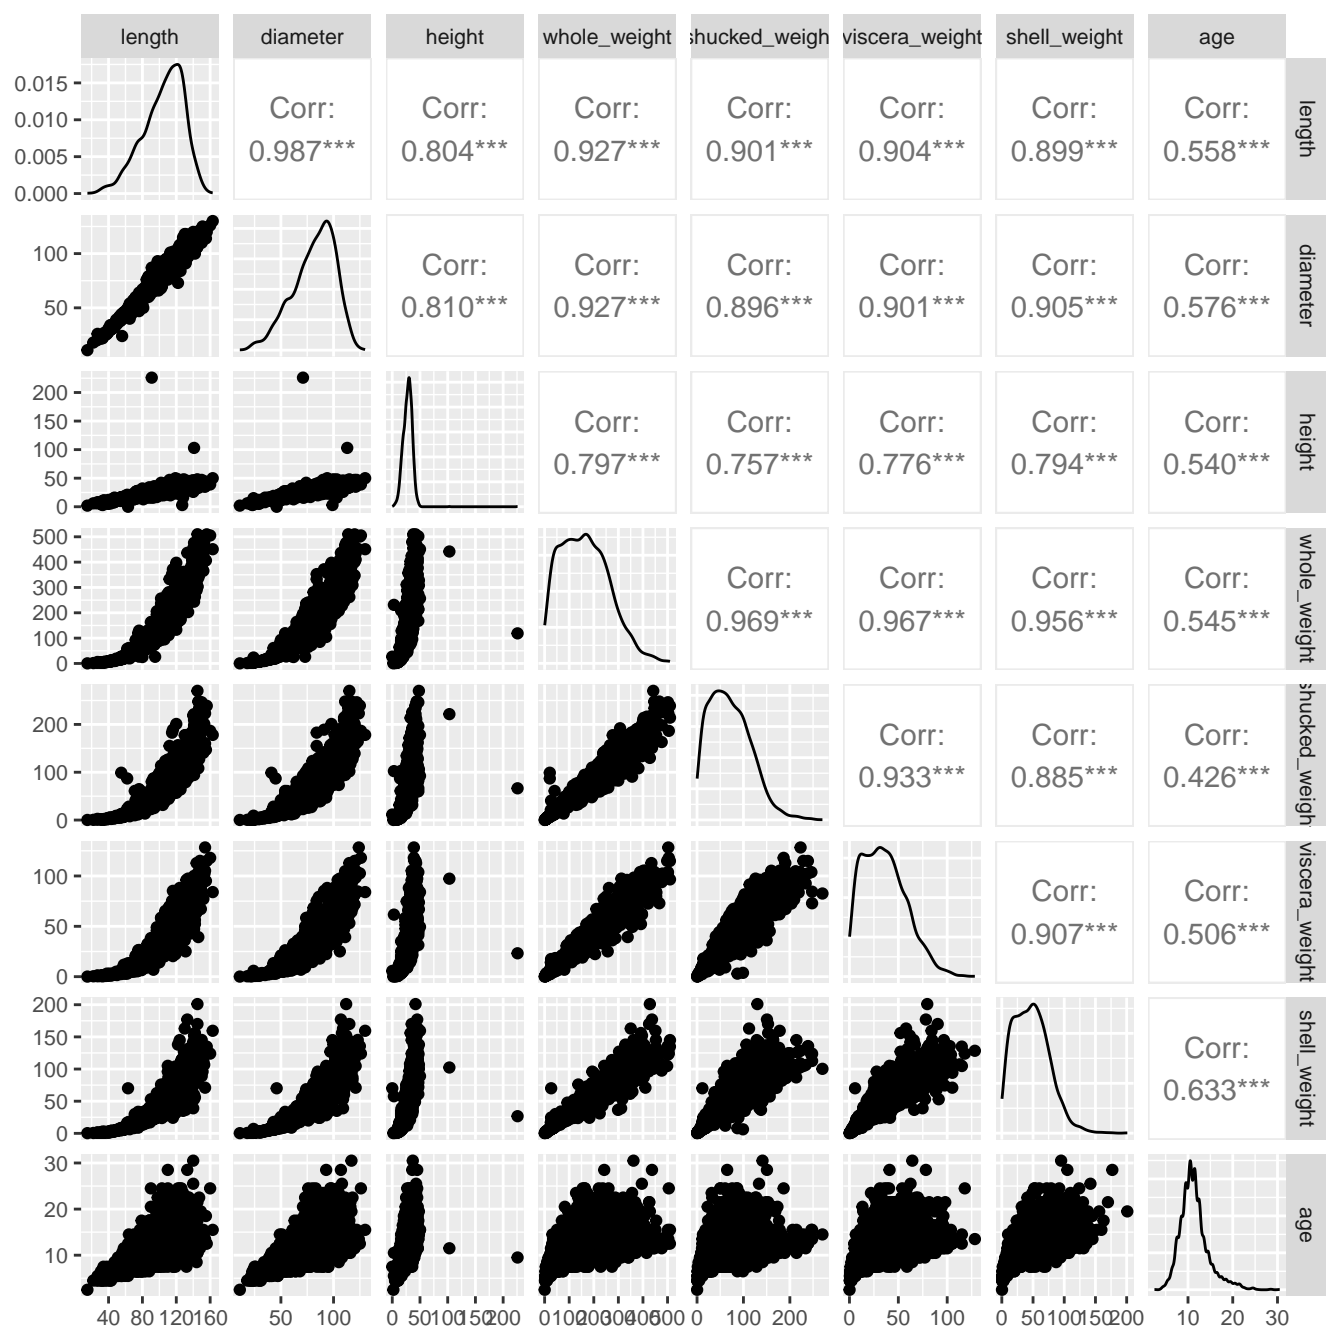 length diameter height whole_weight shucked_weigh viscera_weight shell_weight age
0.015
0.010
0.005
0.000
Corr:
0.987***
Corr:
0.804***
Corr:
0.927***
Corr:
0.901***
Corr:
0.904***
Corr:
0.899***
Corr:
0.558***
length
100
50
Corr:
0.810***
Corr:
0.927***
Corr:
0.896***
Corr:
0.901***
Corr:
0.905***
Corr:
0.576***
diameter
200
150
100
50
0
Corr:
0.797***
Corr:
0.757***
Corr:
0.776***
Corr:
0.794***
Corr:
0.540***
height
500
400
300
200
100
0
Corr:
0.969***
Corr:
0.967***
Corr:
0.956***
Corr:
0.545***
whole_weight
200
100
0
Corr:
0.933***
Corr:
0.885***
Corr:
0.426***
shucked_weigh
100
50
0
Corr:
0.907***
Corr:
0.506***
viscera_weight
200
150
100
50
0
Corr:
0.633***
shell_weight
30
20
10
age
40 80 120 160
50 100
0 50 100 150 200
0 100 200 300 400 500
0 100 200
0 50 100
0 50 100 150 200
10 20 30